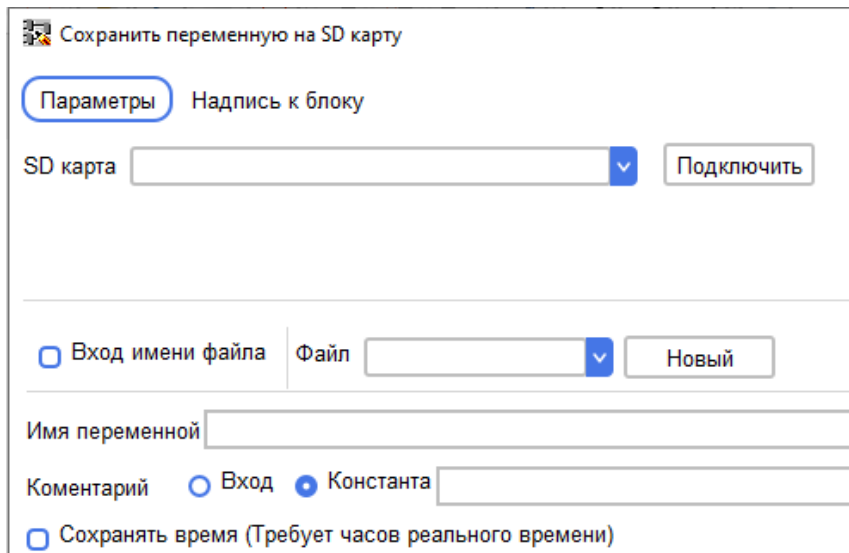 Сохранить переменную на SD карту
Параметры Надпись к блоку
SD карта Подключить
Вход имени файла Файл Новый
Имя переменной
Коментарий Вход Константа
Сохранять время (Требует часов реального времени)